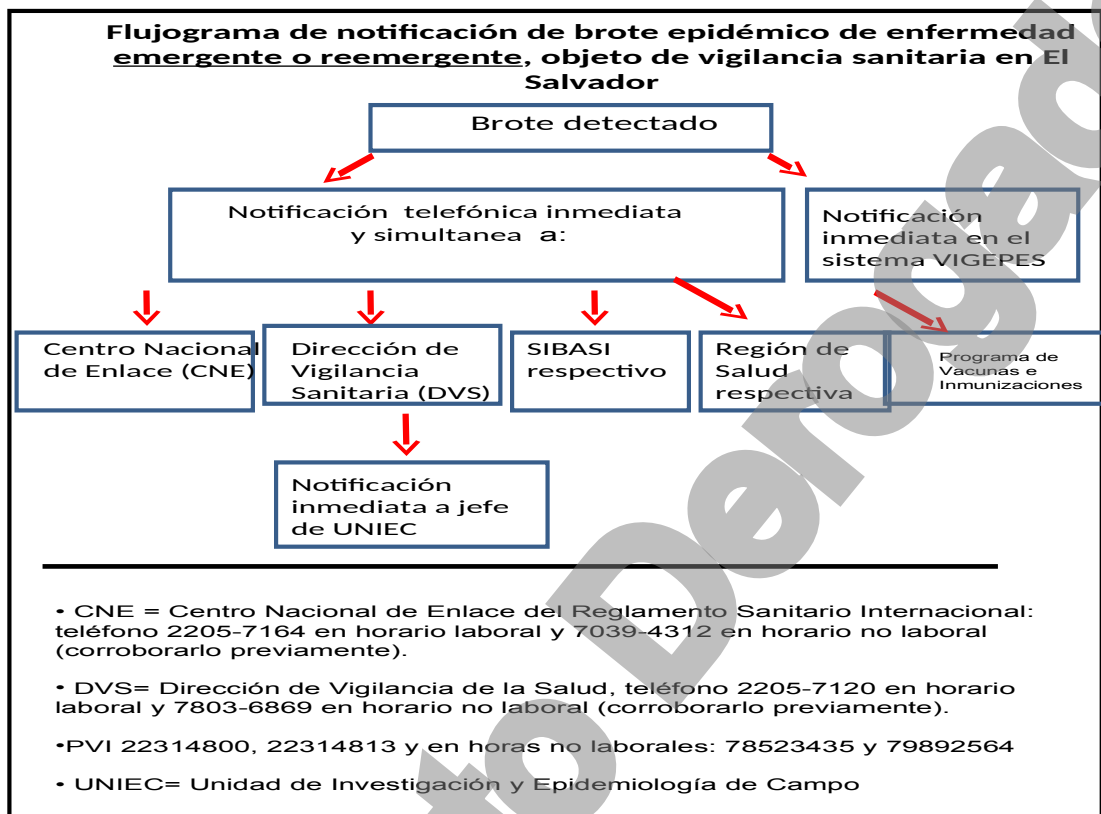 Flujograma de notificación de brote epidémico de enfermedad
emergente o reemergente, objeto de vigilancia sanitaria en El
Salvador
Brote detectado
Notificación telefónica inmediata
y simultanea a:
Notificación
inmediata en el
sistema VIGEPES
Centro Nacional
de Enlace (CNE)
Dirección de
Vigilancia
Sanitaria (DVS)
SIBASI
respectivo
Región de
Salud
respectiva
Programa de
Vacunas e
Inmunizaciones
Notificación
inmediata a jefe
de UNIEC
• CNE = Centro Nacional de Enlace del Reglamento Sanitario Internacional:
teléfono 2205-7164 en horario laboral y 7039-4312 en horario no laboral
(corroborarlo previamente).
• DVS= Dirección de Vigilancia de la Salud, teléfono 2205-7120 en horario
laboral y 7803-6869 en horario no laboral (corroborarlo previamente).
•PVI 22314800, 22314813 y en horas no laborales: 78523435 y 79892564
• UNIEC= Unidad de Investigación y Epidemiología de Campo